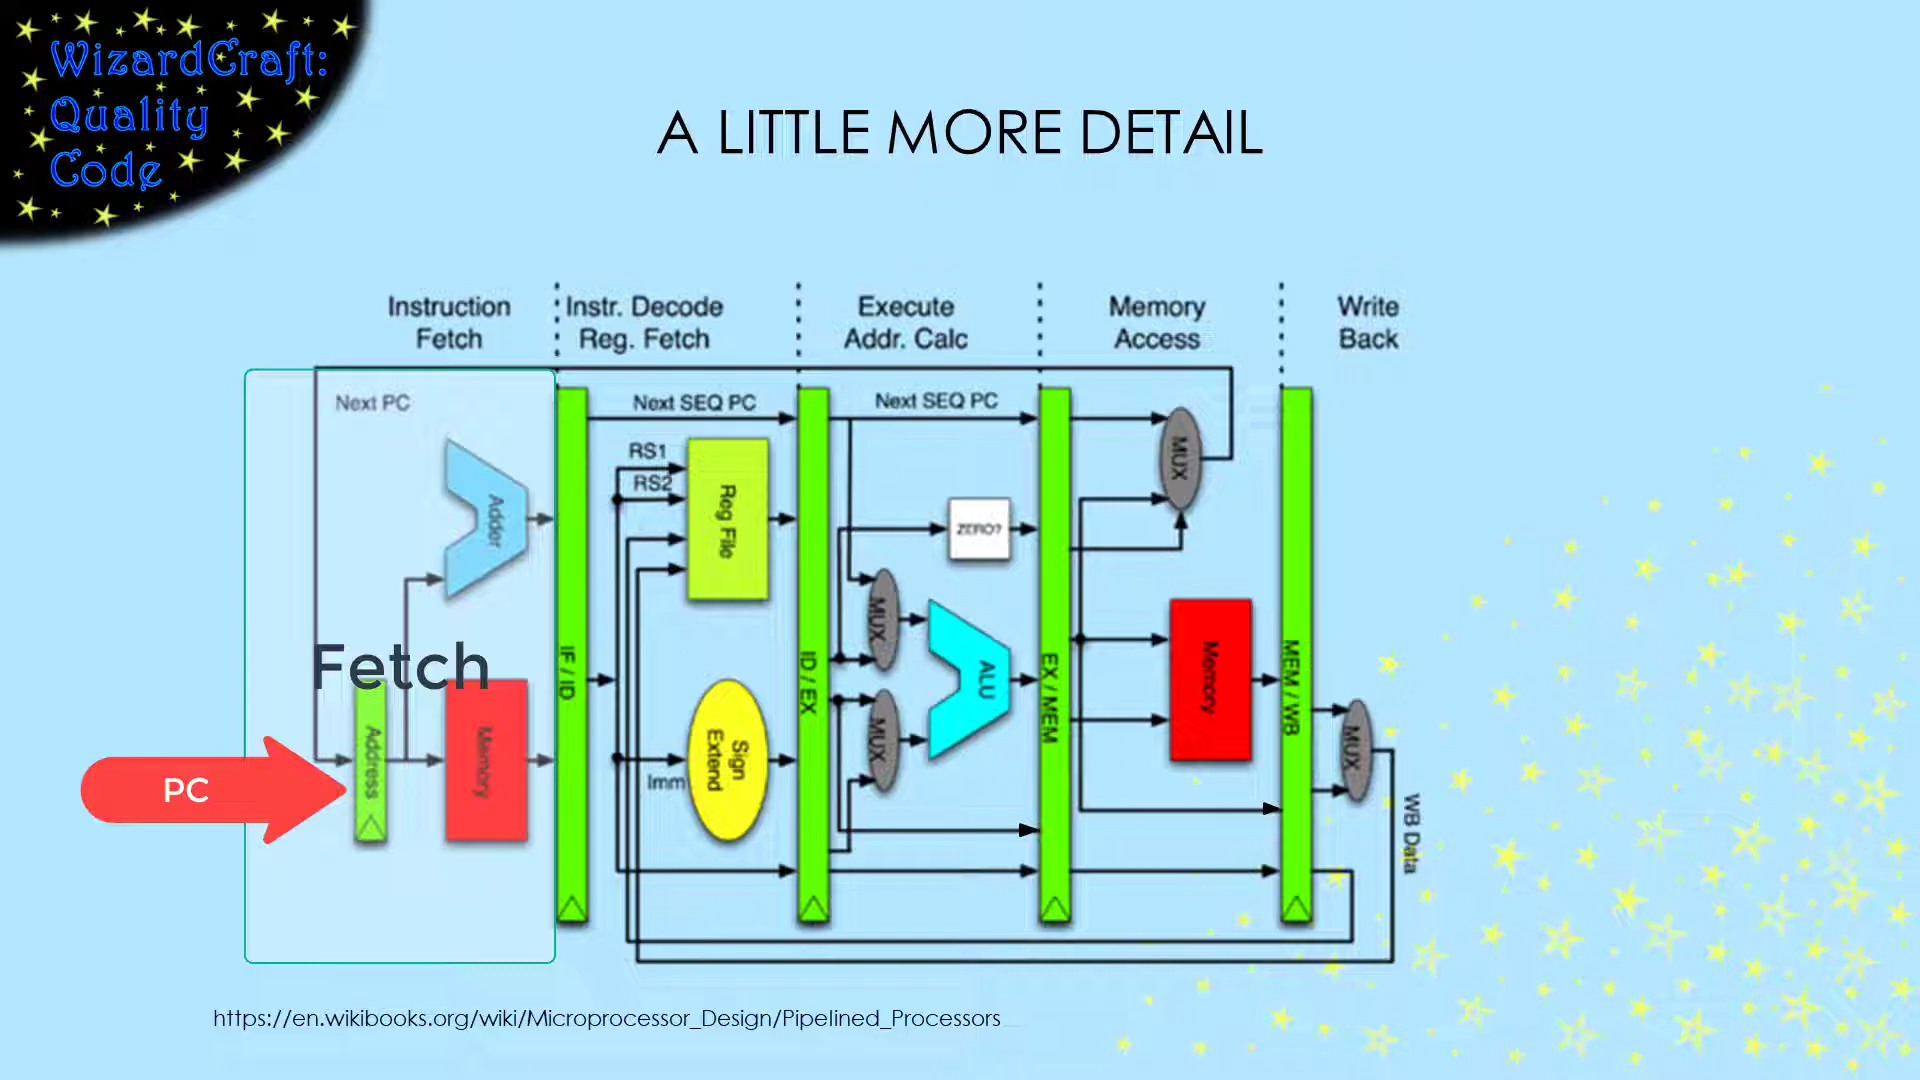 WizardCraft:
Quality
Code
A LITTLE MORE DETAIL
Instruction
Fetch
Instr. Decode
Reg. Fetch
Execute
Addr. Calc
Memory
Access
Write
Back
Next PC
Next SEQ PC
Next SEQ PC
RS1
RS2
Adder
Reg File
ZERO?
MUX
MUX
MUX
ALU
Memory
Fetch
IF / ID
ID / EX
EX / MEM
MEM / WB
Address
Memory
PC
Sign
Extend
Imm
MUX
WB Data
https://en.wikibooks.org/wiki/Microprocessor_Design/Pipelined_Processors